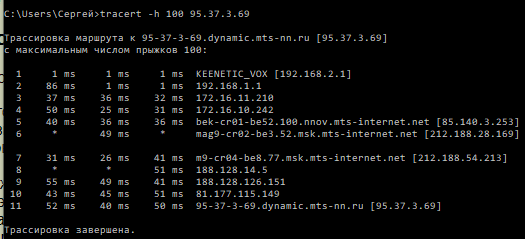 C:\Users\Сергей>tracert -h 100 95.37.3.69
Трассировка маршрута к 95-37-3-69.dynamic.mts-nn.ru [95.37.3.69]
с максимальным числом прыжков 100:
1 1 ms 1 ms 1 ms KEENETIC_VOX [192.168.2.1]
2 86 ms 1 ms 1 ms 192.168.1.1
3 37 ms 36 ms 32 ms 172.16.11.210
4 50 ms 25 ms 31 ms 172.16.10.242
5 40 ms 36 ms 36 ms bek-cr01-be52.100.nnov.mts-internet.net [85.140.3.253]
6 * 49 ms * mag9-cr02-be3.52.msk.mts-internet.net [212.188.28.169]
7 31 ms 26 ms 41 ms m9-cr04-be8.77.msk.mts-internet.net [212.188.54.213]
8 * * 51 ms 188.128.14.5
9 55 ms 49 ms 41 ms 188.128.126.151
10 43 ms 45 ms 51 ms 81.177.115.149
11 52 ms 40 ms 50 ms 95-37-3-69.dynamic.mts-nn.ru [95.37.3.69]
Трассировка завершена.